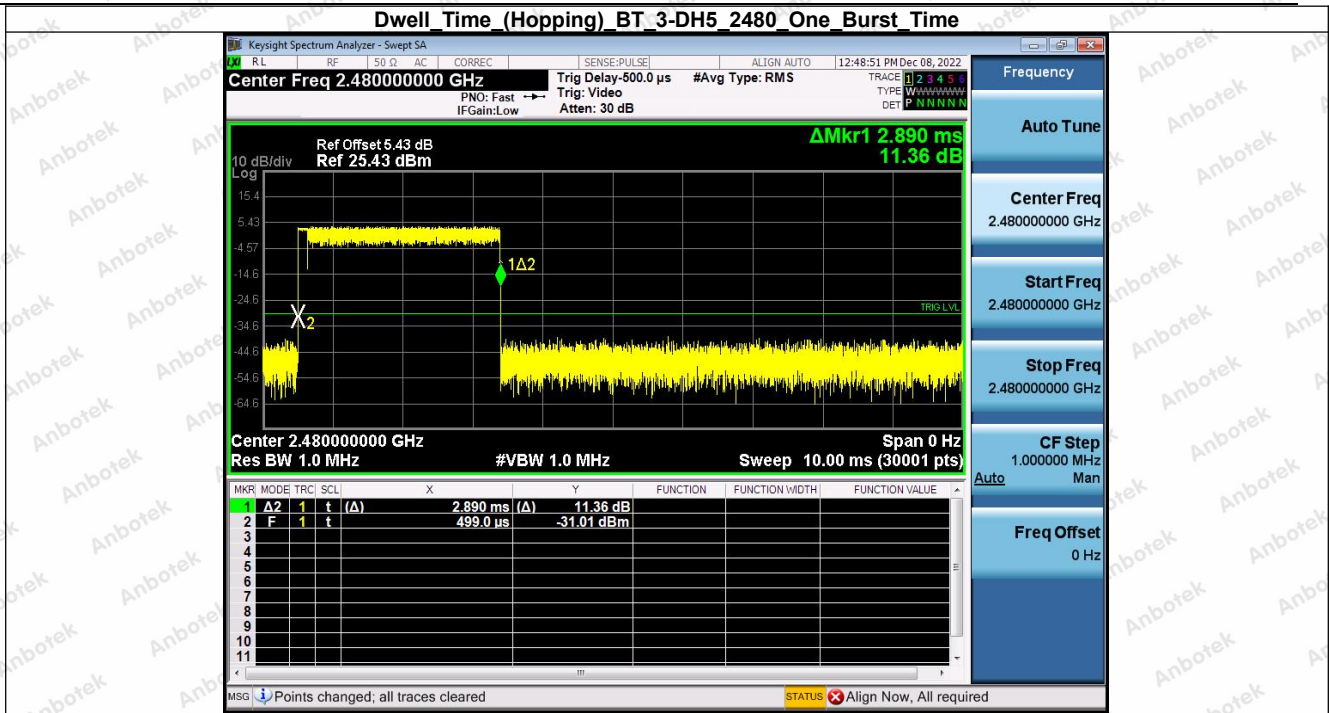 Dwell_Time_(Hopping)_BT_3-DH5_2480_One_Burst_Time
Keysight Spectrum Analyzer - Swept SA
LXI RL RF 50 Ω AC CORREC SENSE:PULSE ALIGN AUTO 12:48:51 PM Dec 08, 2022
Center Freq 2.480000000 GHz
PNO: Fast
IFGain:Low
Trig Delay-500.0 µs
Trig: Video
Atten: 30 dB
#Avg Type: RMS
TRACE 1 2 3 4 5 6
TYPE WWWWWW
DET P N N N N N
ΔMkr1 2.890 ms
11.36 dB
Ref Offset 5.43 dB
10 dB/div Ref 25.43 dBm
Log
15.4
5.43
-4.57
-14.6
-24.6
-34.6
-44.6
-54.6
-64.6
1Δ2
2
TRIG LVL
Center 2.480000000 GHz Span 0 Hz
Res BW 1.0 MHz #VBW 1.0 MHz Sweep 10.00 ms (30001 pts)
MKR MODE TRC SCL X Y FUNCTION FUNCTION WIDTH FUNCTION VALUE
1 Δ2 1 t (Δ) 2.890 ms (Δ) 11.36 dB
2 F 1 t 499.0 µs -31.01 dBm
3
4
5
6
7
8
9
10
11
MSG Points changed; all traces cleared STATUS Align Now, All required
Frequency
Auto Tune
Center Freq
2.480000000 GHz
Start Freq
2.480000000 GHz
Stop Freq
2.480000000 GHz
CF Step
1.000000 MHz
Auto Man
Freq Offset
0 Hz
Anbotek